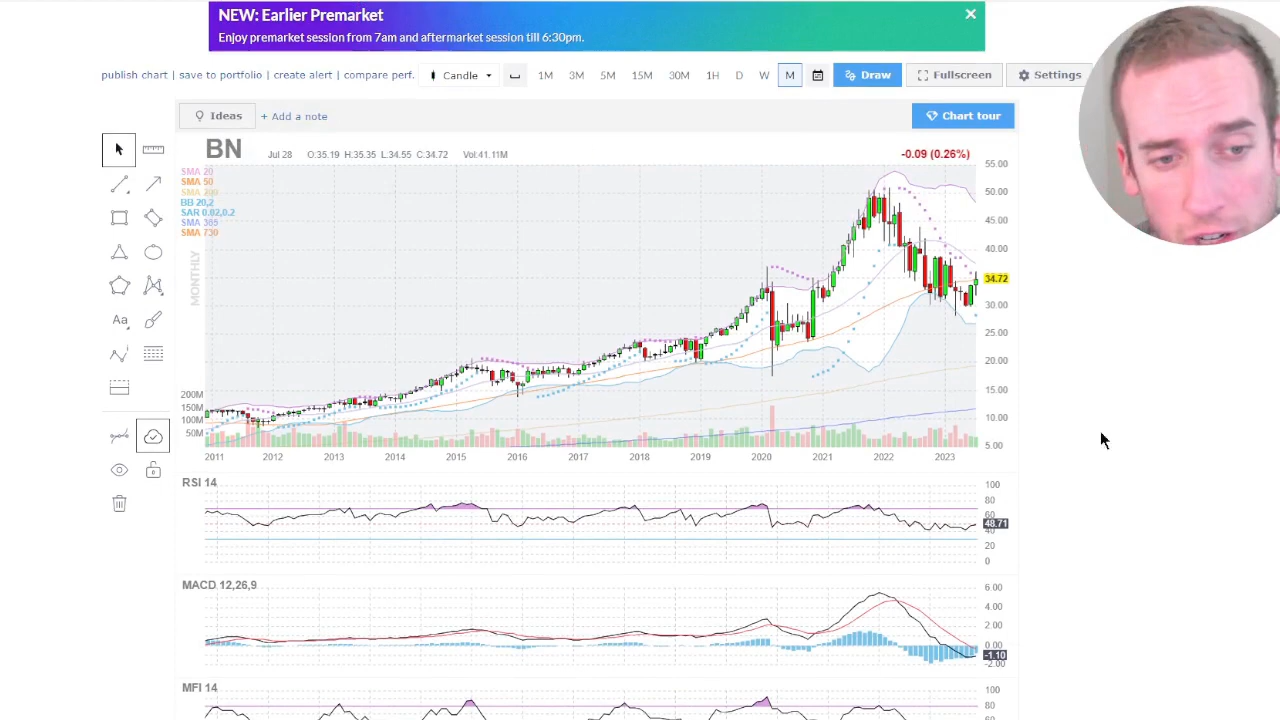 NEW: Earlier Premarket
Enjoy premarket session from 7am and aftermarket session till 6:30pm.
publish chart | save to portfolio | create alert | compare perf.
Candle
1M 3M 5M 15M 30M 1H D W M
Draw
Fullscreen
Settings
Ideas
+ Add a note
Chart tour
BN
Jul 28 O:35.19 H:35.35 L:34.55 C:34.72 Vol:41.11M
-0.09 (0.26%)
SMA 20
SMA 50
SMA 200
BB 20,2
SAR 0.02,0.2
SMA 365
SMA 730
MONTHLY
55.00
50.00
45.00
40.00
34.72
30.00
25.00
20.00
15.00
10.00
5.00
200M
150M
100M
50M
2011 2012 2013 2014 2015 2016 2017 2018 2019 2020 2021 2022 2023
RSI 14
100
80
60
48.71
40
20
0
MACD 12,26,9
6.00
4.00
2.00
0.00
-1.10
-2.00
MFI 14
100
80
60
Aa